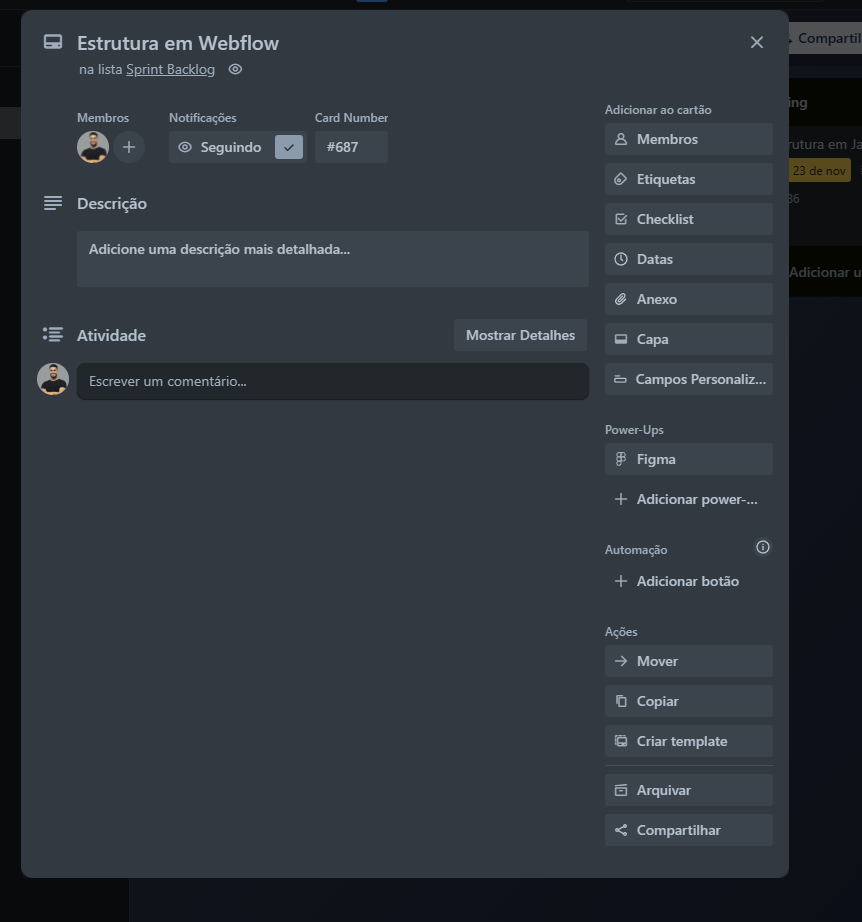 Estrutura em Webflow
na lista Sprint Backlog
Membros
Notificações
Card Number
Seguindo
#687
Descrição
Adicione uma descrição mais detalhada...
Atividade
Mostrar Detalhes
Escrever um comentário...
Adicionar ao cartão
Membros
Etiquetas
Checklist
Datas
Anexo
Capa
Campos Personaliz...
Power-Ups
Figma
Adicionar power-...
Automação
Adicionar botão
Ações
Mover
Copiar
Criar template
Arquivar
Compartilhar
Compartil
ing
rutura em Ja
23 de nov
86
Adicionar u